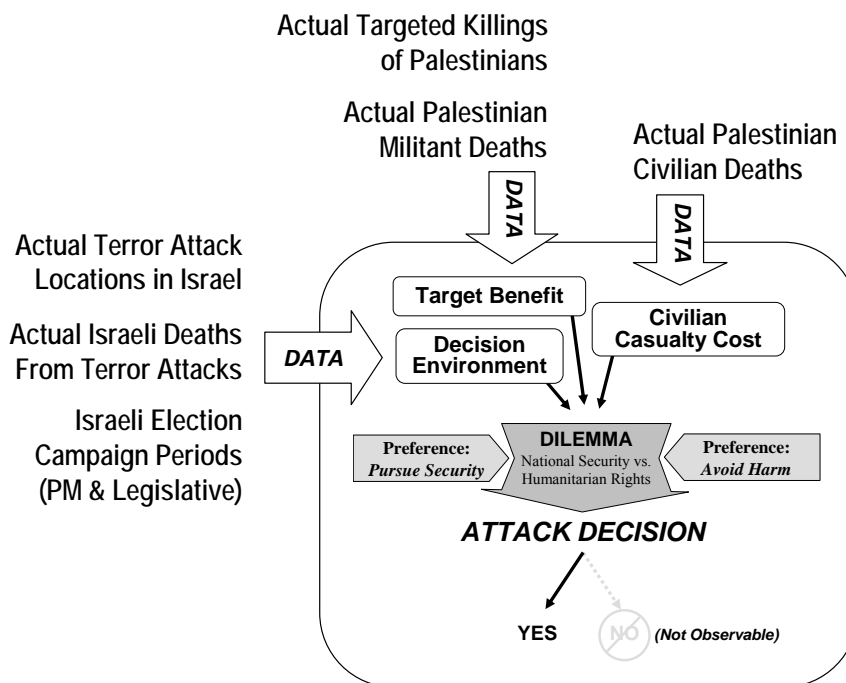 Actual Targeted Killings
of Palestinians
Actual Palestinian
Militant Deaths
Actual Palestinian
Civilian Deaths
DATA
DATA
Actual Terror Attack
Locations in Israel
Actual Israeli Deaths
From Terror Attacks
Israeli Election
Campaign Periods
(PM & Legislative)
DATA
Target Benefit
Decision
Environment
Civilian
Casualty Cost
Preference:
Pursue Security
DILEMMA
National Security vs.
Humanitarian Rights
Preference:
Avoid Harm
ATTACK DECISION
YES
NO
(Not Observable)